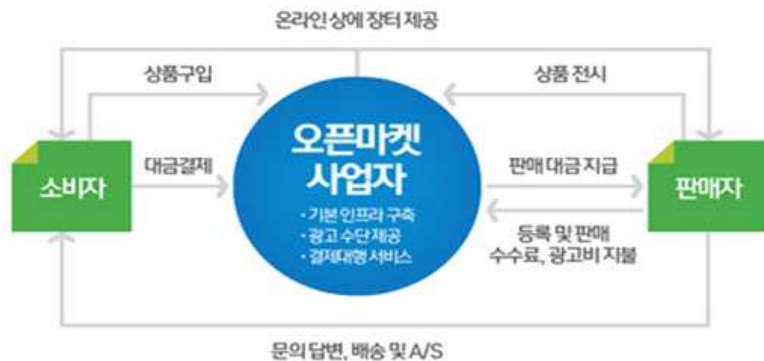 온라인 상에 장터 제공
상품구입
상품 전시
오픈마켓
사업자
• 기본 인프라 구축
• 광고 수단 제공
• 결제대행 서비스
소비자
대금결제
판매 대금 지급
판매자
등록 및 판매
수수료, 광고비 지불
문의 답변, 배송 및 A/S